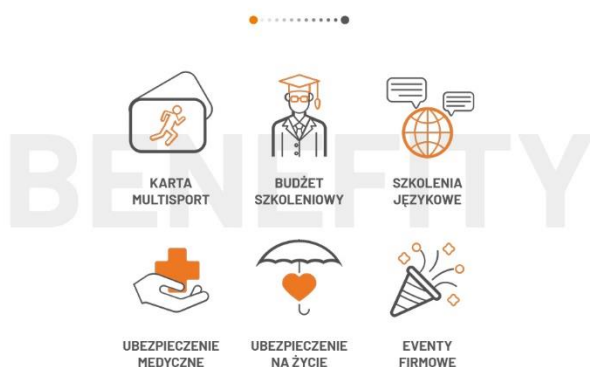 BENEFITY
KARTA
MULTISPORT
BUDŻET
SZKOLENIOWY
SZKOLENIA
JĘZYKOWE
UBEZPIECZENIE
MEDYCZNE
UBEZPIECZENIE
NA ŻYCIE
EVENTY
FIRMOWE